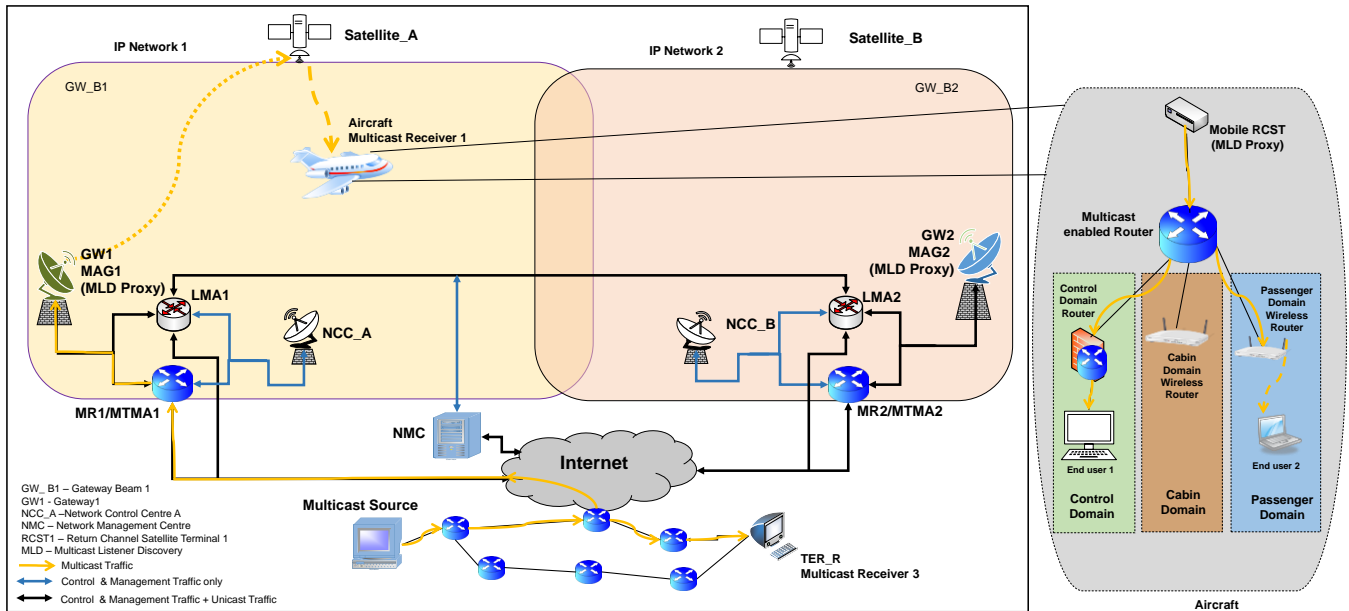 IP Network 1
Satellite_A
IP Network 2
Satellite_B
GW_B1
GW_B2
Aircraft
Multicast Receiver 1
GW1
MAG1
(MLD Proxy)
LMA1
NCC_A
MR1/MTMA1
GW2
MAG2
(MLD Proxy)
LMA2
NCC_B
MR2/MTMA2
NMC
Internet
Multicast Source
TER_R
Multicast Receiver 3
GW_ B1 – Gateway Beam 1
GW1 - Gateway1
NCC_A –Network Control Centre A
NMC – Network Management Centre
RCST1 – Return Channel Satellite Terminal 1
MLD – Multicast Listener Discovery
Multicast Traffic
Control & Management Traffic only
Control & Management Traffic + Unicast Traffic
Mobile RCST
(MLD Proxy)
Multicast
enabled Router
Control
Domain
Router
Cabin
Domain
Wireless
Router
Passenger
Domain
Wireless
Router
End user 1
End user 2
Control
Domain
Cabin
Domain
Passenger
Domain
Aircraft